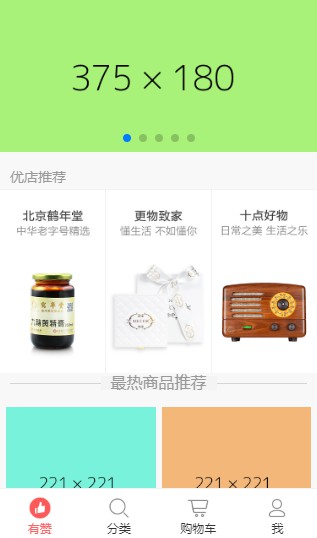 375 × 180
优店推荐
北京鹤年堂
中华老字号精选
更物致家
懂生活 不如懂你
十点好物
日常之美 生活之乐
最热商品推荐
221 × 221
221 × 221
有赞
分类
购物车
我